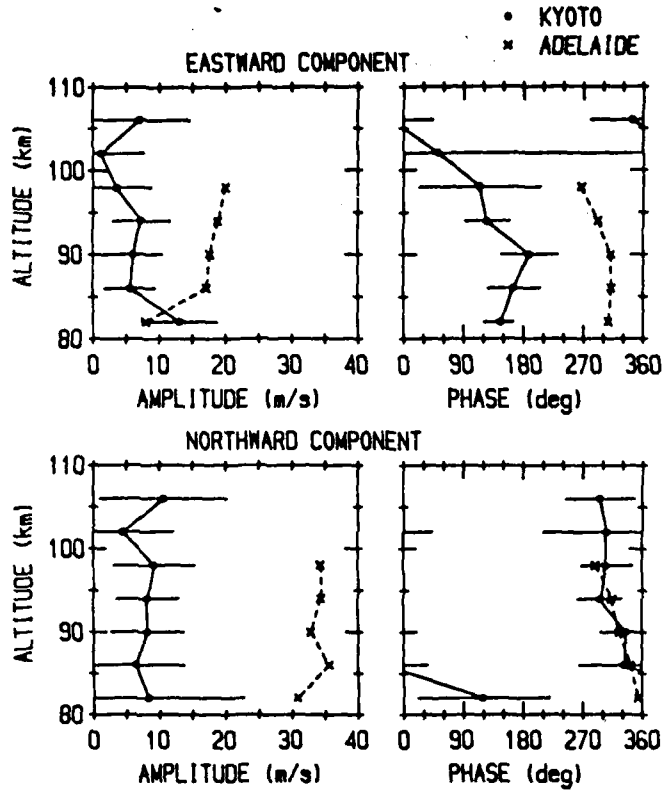 • KYOTO
× ADELAIDE
EASTWARD COMPONENT
ALTITUDE (km)
110
100
90
80
0 10 20 30 40
AMPLITUDE (m/s)
0 90 180 270 360
PHASE (deg)
NORTHWARD COMPONENT
ALTITUDE (km)
110
100
90
80
0 10 20 30 40
AMPLITUDE (m/s)
0 90 180 270 360
PHASE (deg)